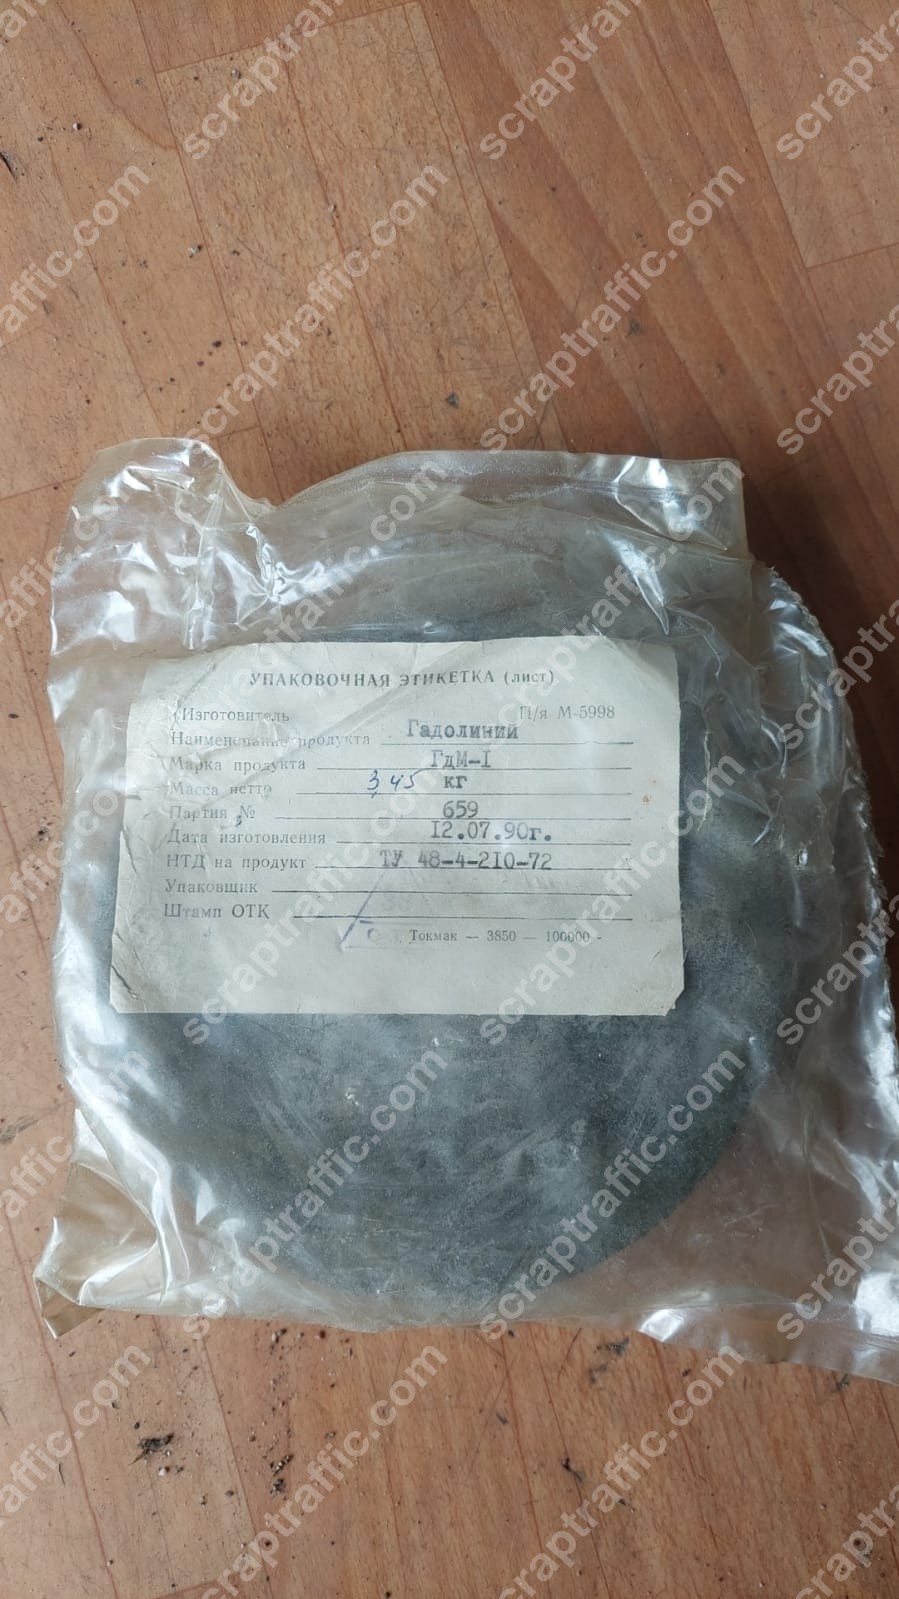 УПАКОВОЧНАЯ ЭТИКЕТКА (лист)
Изготовитель П/я М-5998
Наименование продукта Гадолиний
Марка продукта ГдМ-I
Масса нетто 3,45 кг
Партия № 659
Дата изготовления I2.07.90г.
НТД на продукт ТУ 48-4-2I0-72
Упаковщик
Штамп ОТК
Токмак — 3850 — 100000 -
scraptraffic.com